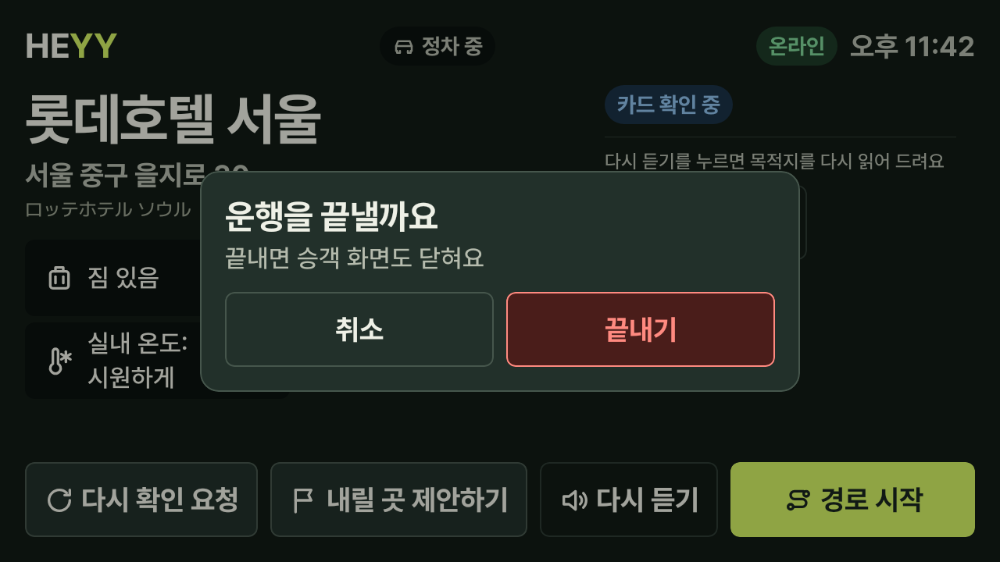 HEYY
정차 중
온라인
오후 11:42
롯데호텔 서울
카드 확인 중
서울 중구 을지로
다시 듣기를 누르면 목적지를 다시 읽어 드려요
ロッテホテル ソウル
운행을 끝낼까요
끝내면 승객 화면도 닫혀요
취소
끝내기
짐 있음
실내 온도:
시원하게
다시 확인 요청
내릴 곳 제안하기
다시 듣기
경로 시작